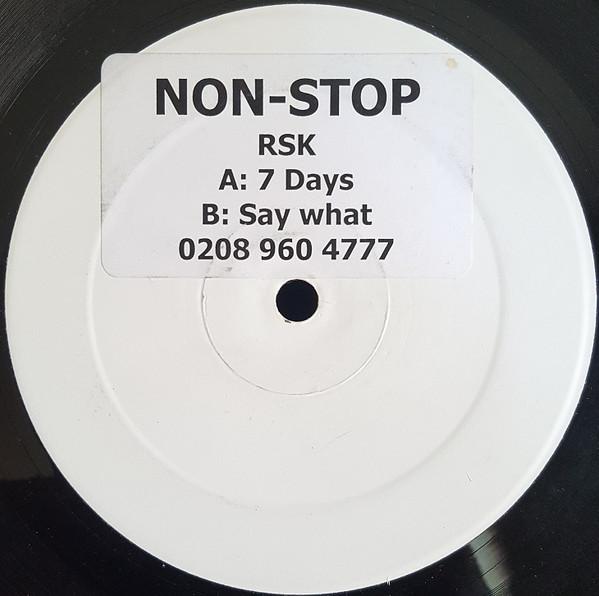 NON-STOP
RSK
A: 7 Days
B: Say what
0208 960 4777